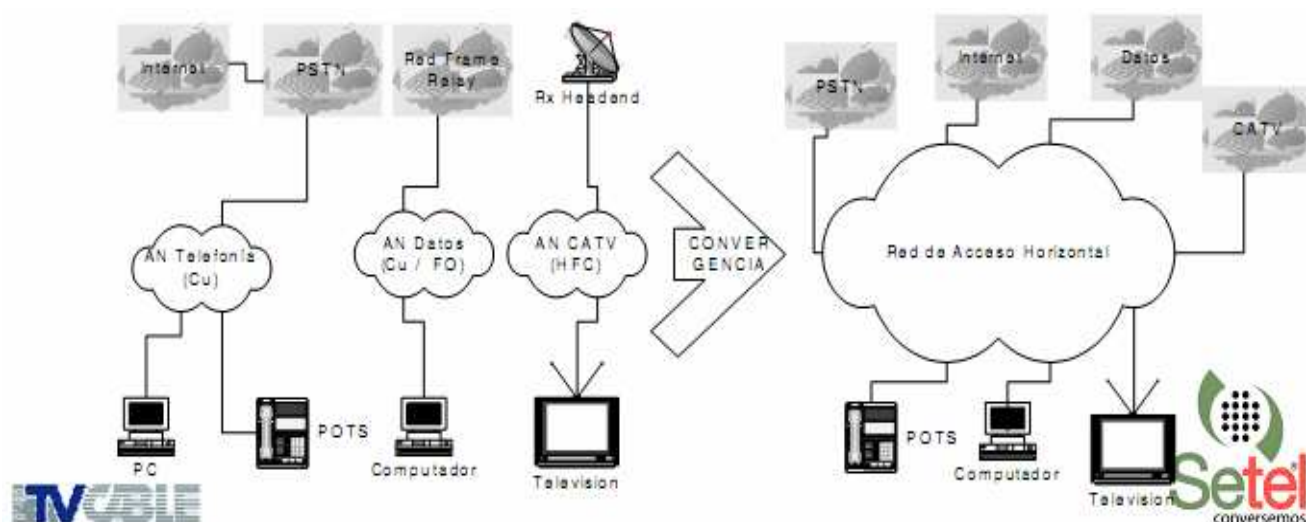 Internet
PSTN
Red Frame
Relay
Rx Headend
AN Telefonía
(Cu)
AN Datos
(Cu / FO)
AN CATV
(HFC)
PC
POTS
Computador
Television
CONVER
GENCIA
PSTN
Internet
Datos
CATV
Red de Acceso Horizontal
POTS
Computador
Television
TVCABLE
Setel
conversemos